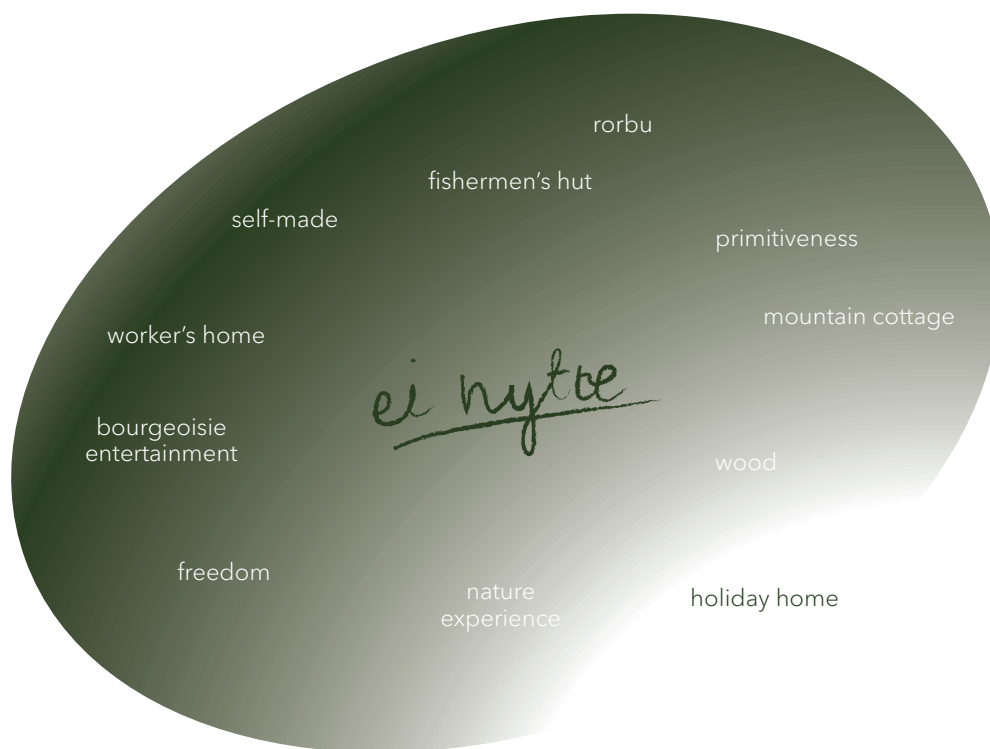 rorbu
fishermen's hut
self-made
primitiveness
mountain cottage
worker's home
ei hytte
bourgeoisie
entertainment
wood
freedom
nature
experience
holiday home